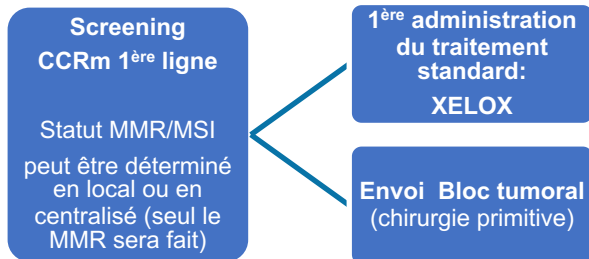 Screening
CCRm 1ère ligne
Statut MMR/MSI
peut être déterminé
en local ou en
centralisé (seul le
MMR sera fait)
1ère administration
du traitement
standard:
XELOX
Envoi Bloc tumoral
(chirurgie primitive)